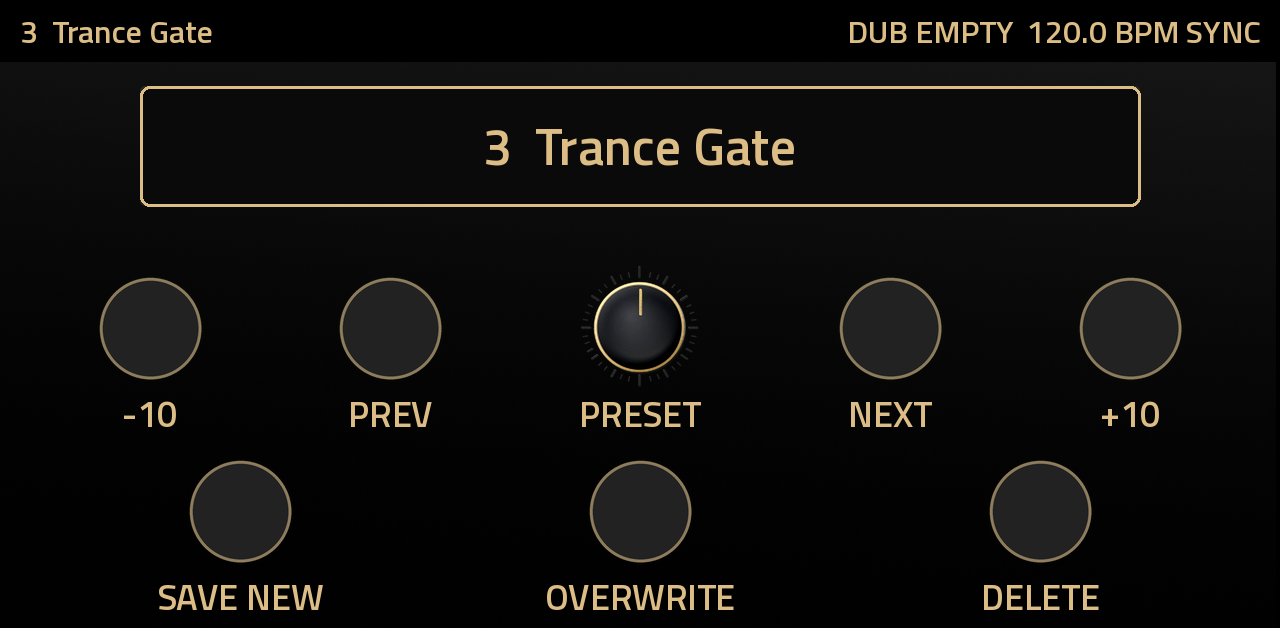 3 Trance Gate
DUB EMPTY 120.0 BPM SYNC
3 Trance Gate
-10 PREV PRESET NEXT +10
SAVE NEW OVERWRITE DELETE